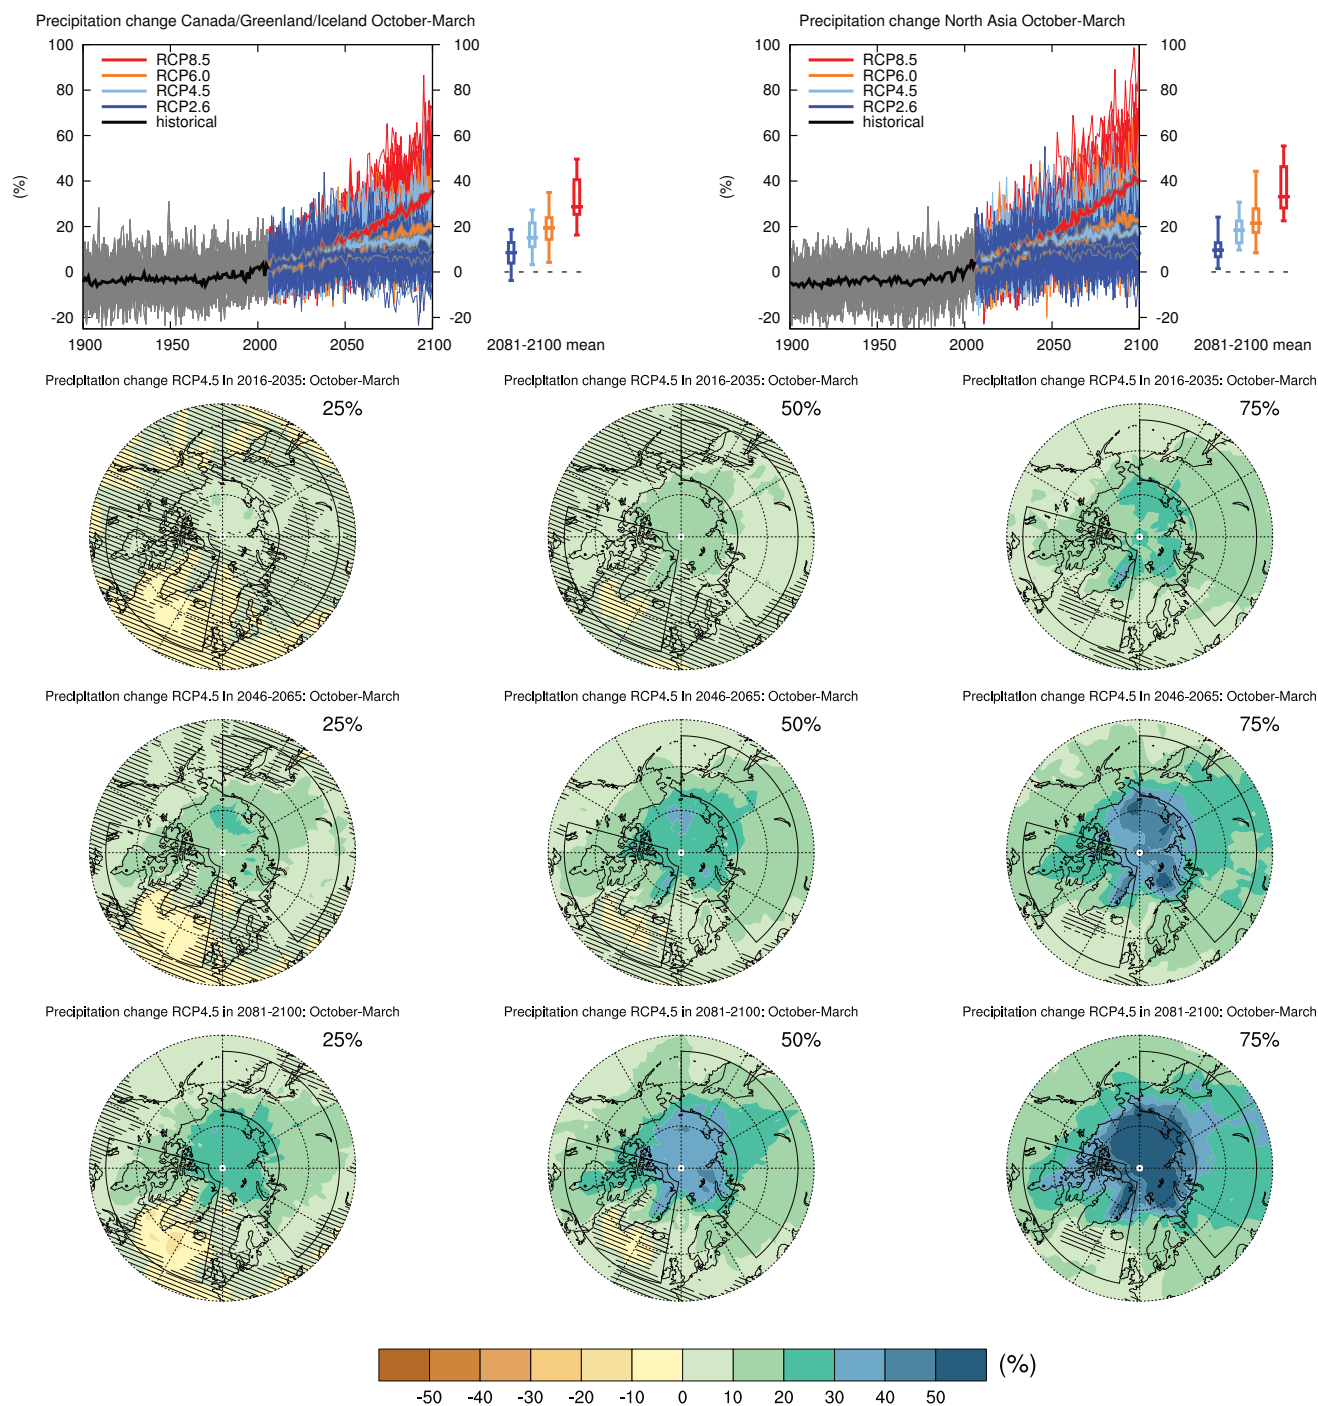 Precipitation change Canada/Greenland/Iceland October-March
Precipitation change North Asia October-March
100
80
60
40
20
0
-20
(%)
RCP8.5
RCP6.0
RCP4.5
RCP2.6
historical
100
80
60
40
20
0
-20
1900 1950 2000 2050 2100
2081-2100 mean
100
80
60
40
20
0
-20
(%)
RCP8.5
RCP6.0
RCP4.5
RCP2.6
historical
100
80
60
40
20
0
-20
1900 1950 2000 2050 2100
2081-2100 mean
Precipitation change RCP4.5 in 2016-2035: October-March
25%
Precipitation change RCP4.5 in 2016-2035: October-March
50%
Precipitation change RCP4.5 in 2016-2035: October-March
75%
Precipitation change RCP4.5 in 2046-2065: October-March
25%
Precipitation change RCP4.5 in 2046-2065: October-March
50%
Precipitation change RCP4.5 in 2046-2065: October-March
75%
Precipitation change RCP4.5 in 2081-2100: October-March
25%
Precipitation change RCP4.5 in 2081-2100: October-March
50%
Precipitation change RCP4.5 in 2081-2100: October-March
75%
(%)
-50 -40 -30 -20 -10 0 10 20 30 40 50